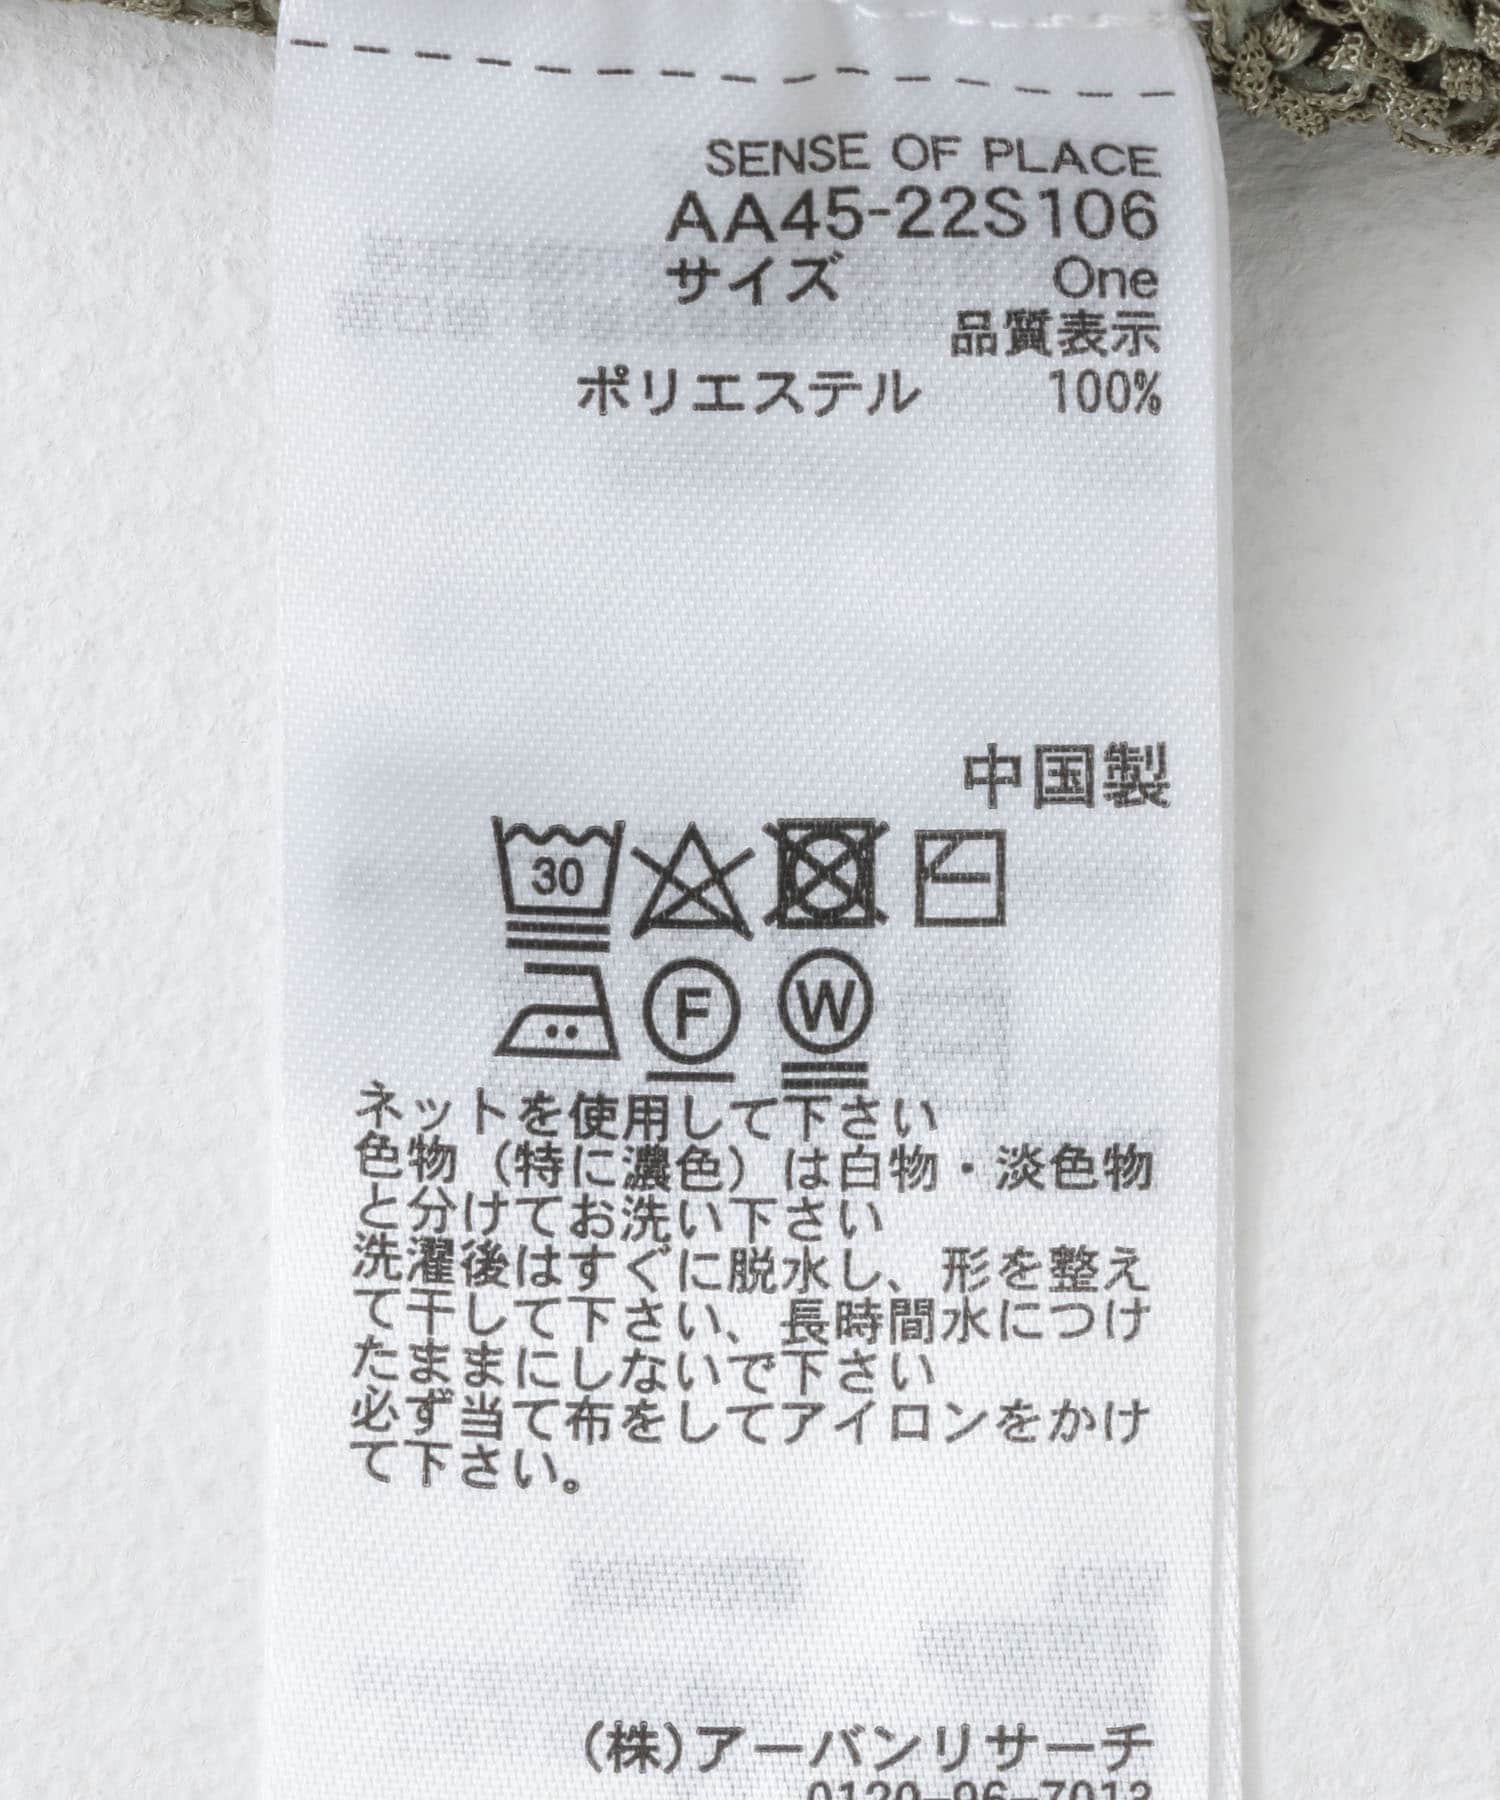 SENSE OF PLACE
AA45-22S106
サイズ One
品質表示
ポリエステル 100%
中国製
30
F W
ネットを使用して下さい
色物（特に濃色）は白物・淡色物
と分けてお洗い下さい
洗濯後はすぐに脱水し、形を整え
て干して下さい、長時間水につけ
たままにしないで下さい
必ず当て布をしてアイロンをかけ
て下さい。
(株)アーバンリサーチ
0120-96-7013